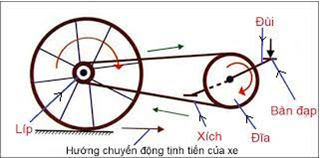 Đùi
Bàn đạp
Líp
Xích
Đĩa
Hướng chuyển động tịnh tiến của xe